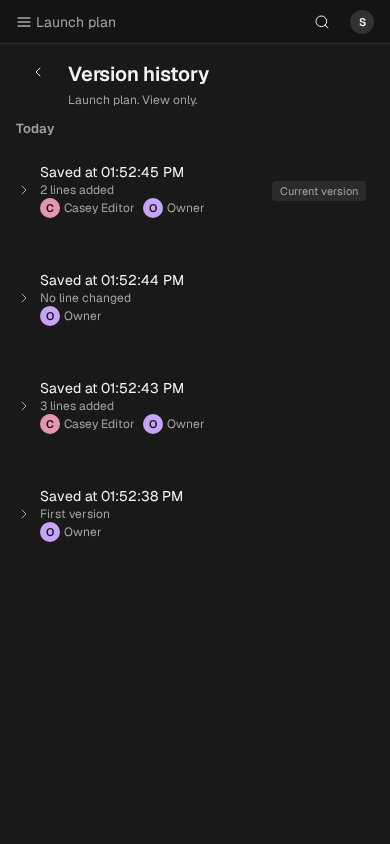 Launch plan
S
Version history
Launch plan. View only.
Today
Saved at 01:52:45 PM
2 lines added
Current version
C Casey Editor O Owner
Saved at 01:52:44 PM
No line changed
O Owner
Saved at 01:52:43 PM
3 lines added
C Casey Editor O Owner
Saved at 01:52:38 PM
First version
O Owner